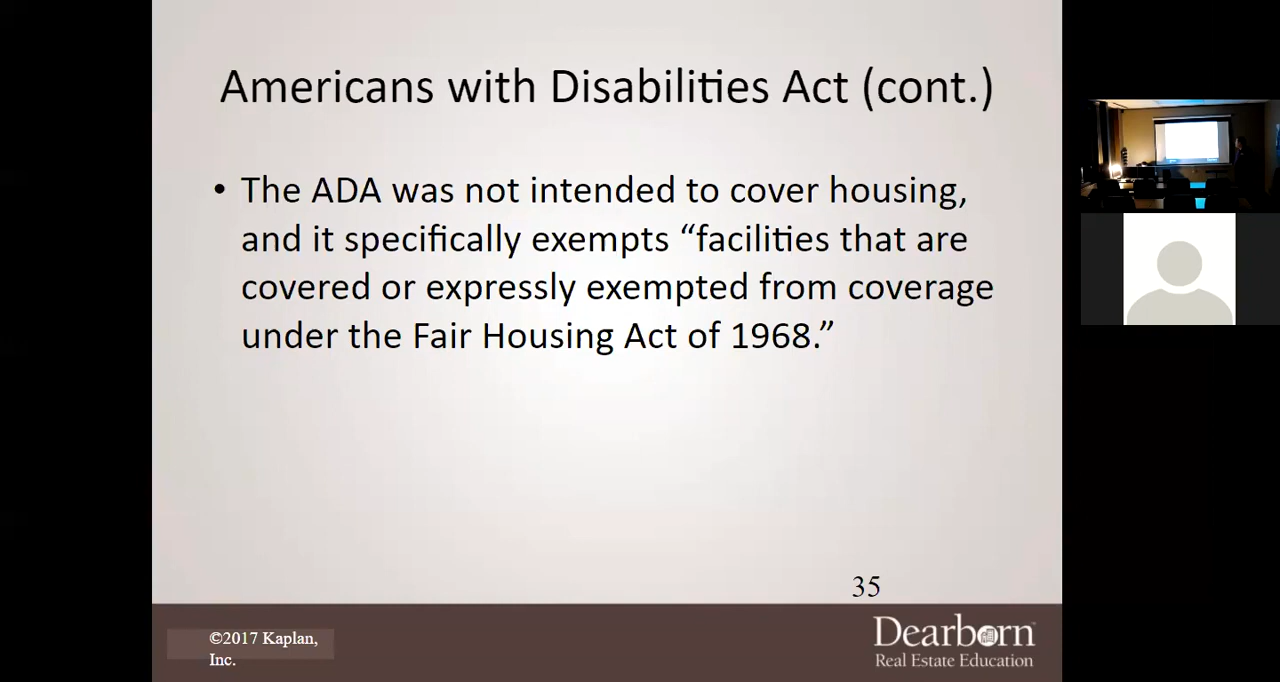 Americans with Disabilities Act (cont.)
• The ADA was not intended to cover housing,
and it specifically exempts “facilities that are
covered or expressly exempted from coverage
under the Fair Housing Act of 1968.”
35
©2017 Kaplan,
Inc.
Dearborn™
Real Estate Education